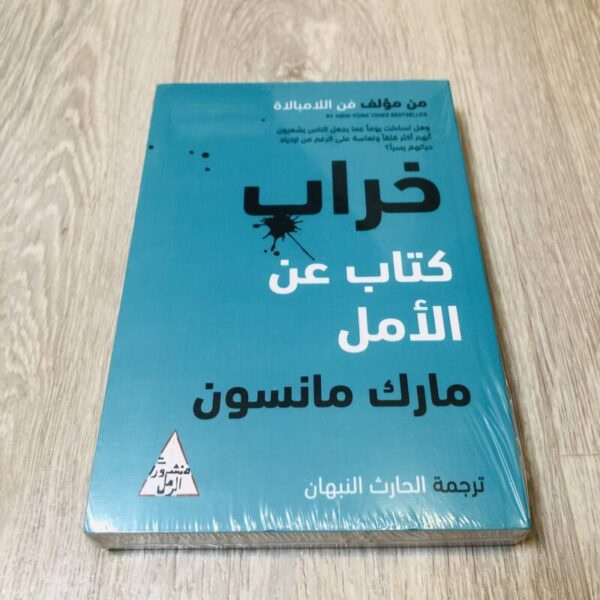 من مؤلف فن اللامبالاة
#1 NEW YORK TIMES BESTSELLER
وهل تساءلت يوماً عما يجعل الناس يشعرون
أنهم أكثر قلقاً وتعاسة على الرغم من ازدياد
حياتهم يسراً؟
خراب
كتاب عن
الأمل
مارك مانسون
ترجمة الحارث النبهان
منشورات
الرمل